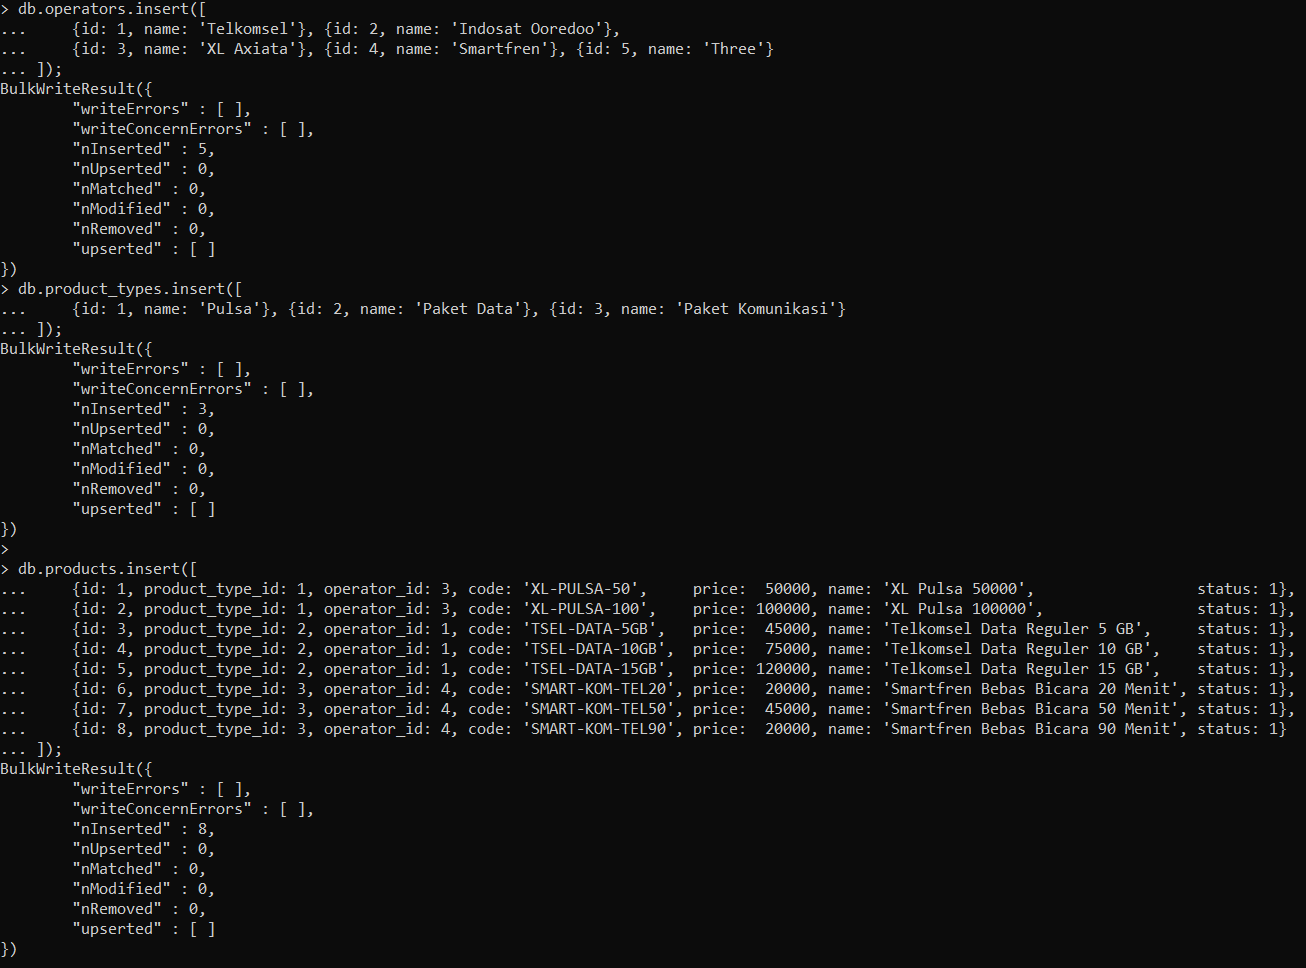 > db.operators.insert([
...     {id: 1, name: 'Telkomsel'}, {id: 2, name: 'Indosat Ooredoo'},
...     {id: 3, name: 'XL Axiata'}, {id: 4, name: 'Smartfren'}, {id: 5, name: 'Three'}
... ]);
BulkWriteResult({
        "writeErrors" : [ ],
        "writeConcernErrors" : [ ],
        "nInserted" : 5,
        "nUpserted" : 0,
        "nMatched" : 0,
        "nModified" : 0,
        "nRemoved" : 0,
        "upserted" : [ ]
})
> db.product_types.insert([
...     {id: 1, name: 'Pulsa'}, {id: 2, name: 'Paket Data'}, {id: 3, name: 'Paket Komunikasi'}
... ]);
BulkWriteResult({
        "writeErrors" : [ ],
        "writeConcernErrors" : [ ],
        "nInserted" : 3,
        "nUpserted" : 0,
        "nMatched" : 0,
        "nModified" : 0,
        "nRemoved" : 0,
        "upserted" : [ ]
})
>
> db.products.insert([
...     {id: 1, product_type_id: 1, operator_id: 3, code: 'XL-PULSA-50',     price:  50000, name: 'XL Pulsa 50000',                  status: 1},
...     {id: 2, product_type_id: 1, operator_id: 3, code: 'XL-PULSA-100',    price: 100000, name: 'XL Pulsa 100000',                 status: 1},
...     {id: 3, product_type_id: 2, operator_id: 1, code: 'TSEL-DATA-5GB',   price:  45000, name: 'Telkomsel Data Reguler 5 GB',     status: 1},
...     {id: 4, product_type_id: 2, operator_id: 1, code: 'TSEL-DATA-10GB',  price:  75000, name: 'Telkomsel Data Reguler 10 GB',    status: 1},
...     {id: 5, product_type_id: 2, operator_id: 1, code: 'TSEL-DATA-15GB',  price: 120000, name: 'Telkomsel Data Reguler 15 GB',    status: 1},
...     {id: 6, product_type_id: 3, operator_id: 4, code: 'SMART-KOM-TEL20', price:  20000, name: 'Smartfren Bebas Bicara 20 Menit', status: 1},
...     {id: 7, product_type_id: 3, operator_id: 4, code: 'SMART-KOM-TEL50', price:  45000, name: 'Smartfren Bebas Bicara 50 Menit', status: 1},
...     {id: 8, product_type_id: 3, operator_id: 4, code: 'SMART-KOM-TEL90', price:  20000, name: 'Smartfren Bebas Bicara 90 Menit', status: 1}
... ]);
BulkWriteResult({
        "writeErrors" : [ ],
        "writeConcernErrors" : [ ],
        "nInserted" : 8,
        "nUpserted" : 0,
        "nMatched" : 0,
        "nModified" : 0,
        "nRemoved" : 0,
        "upserted" : [ ]
})